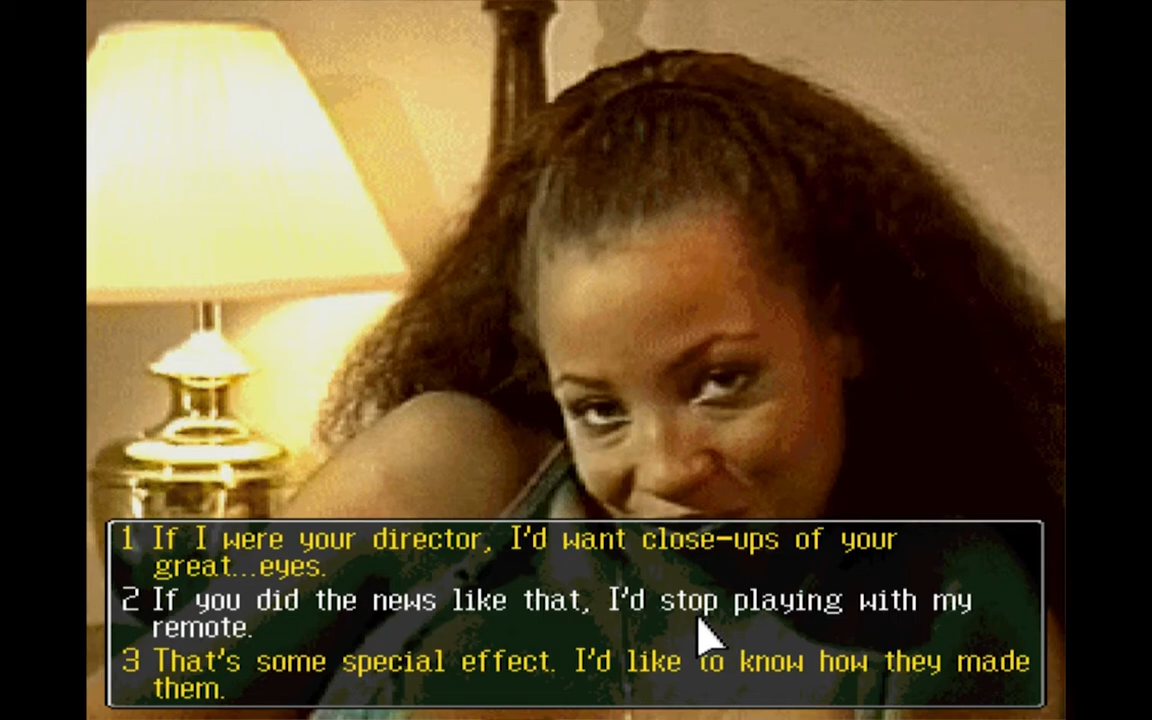 1 If I were your director, I'd want close-ups of your
great...eyes.
2 If you did the news like that, I'd stop playing with my
remote.
3 That's some special effect. I'd like to know how they made
them.